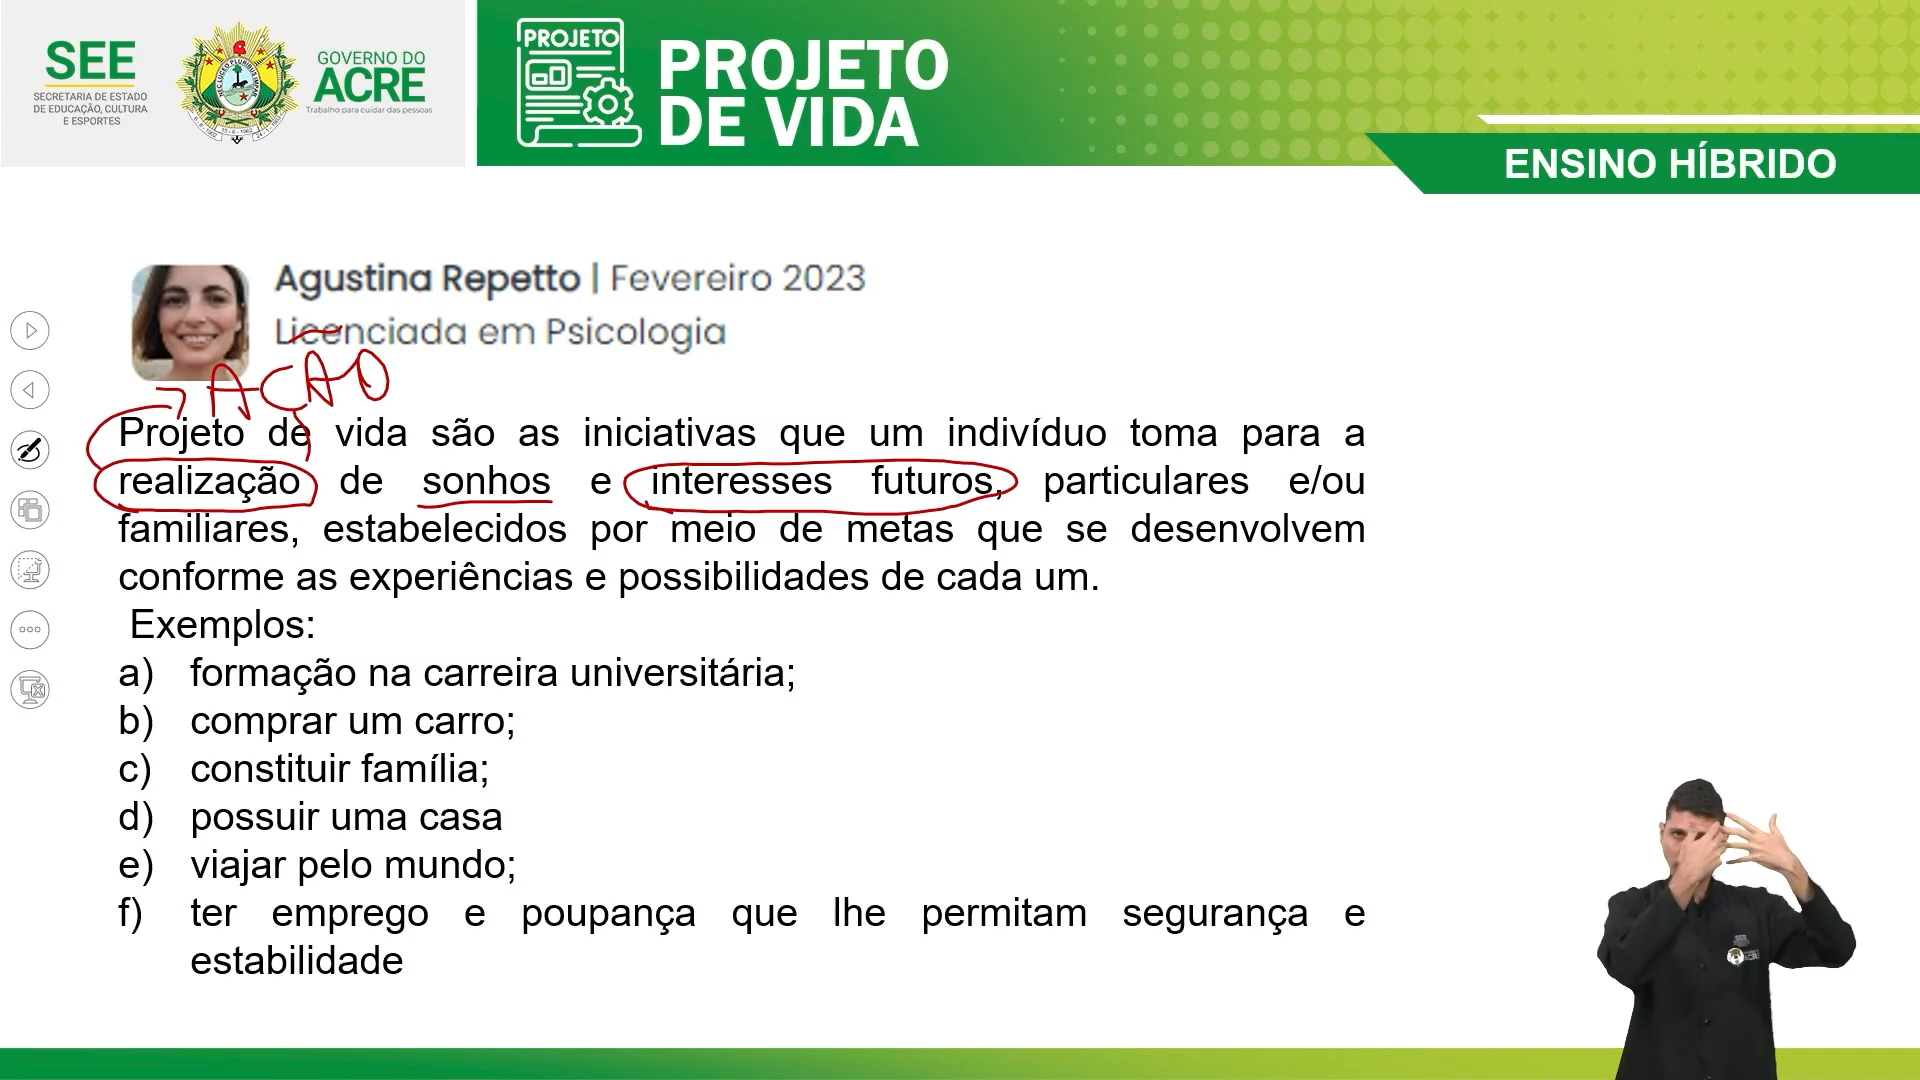 SEE
SECRETARIA DE ESTADO
DE EDUCAÇÃO, CULTURA
E ESPORTES
GOVERNO DO
ACRE
Trabalho para cuidar das pessoas
PROJETO
PROJETO
DE VIDA
ENSINO HÍBRIDO
Agustina Repetto | Fevereiro 2023
Licenciada em Psicologia
AÇÃO
Projeto de vida são as iniciativas que um indivíduo toma para a
realização de sonhos e interesses futuros, particulares e/ou
familiares, estabelecidos por meio de metas que se desenvolvem
conforme as experiências e possibilidades de cada um.
Exemplos:
a) formação na carreira universitária;
b) comprar um carro;
c) constituir família;
d) possuir uma casa
e) viajar pelo mundo;
f) ter emprego e poupança que lhe permitam segurança e
estabilidade